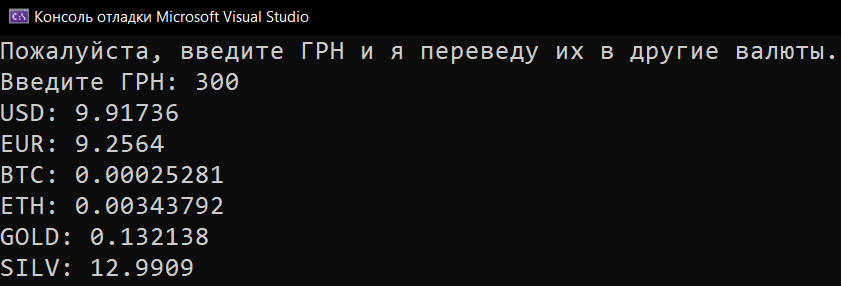 Консоль отладки Microsoft Visual Studio
Пожалуйста, введите ГРН и я переведу их в другие валюты.
Введите ГРН: 300
USD: 9.91736
EUR: 9.2564
BTC: 0.00025281
ETH: 0.00343792
GOLD: 0.132138
SILV: 12.9909